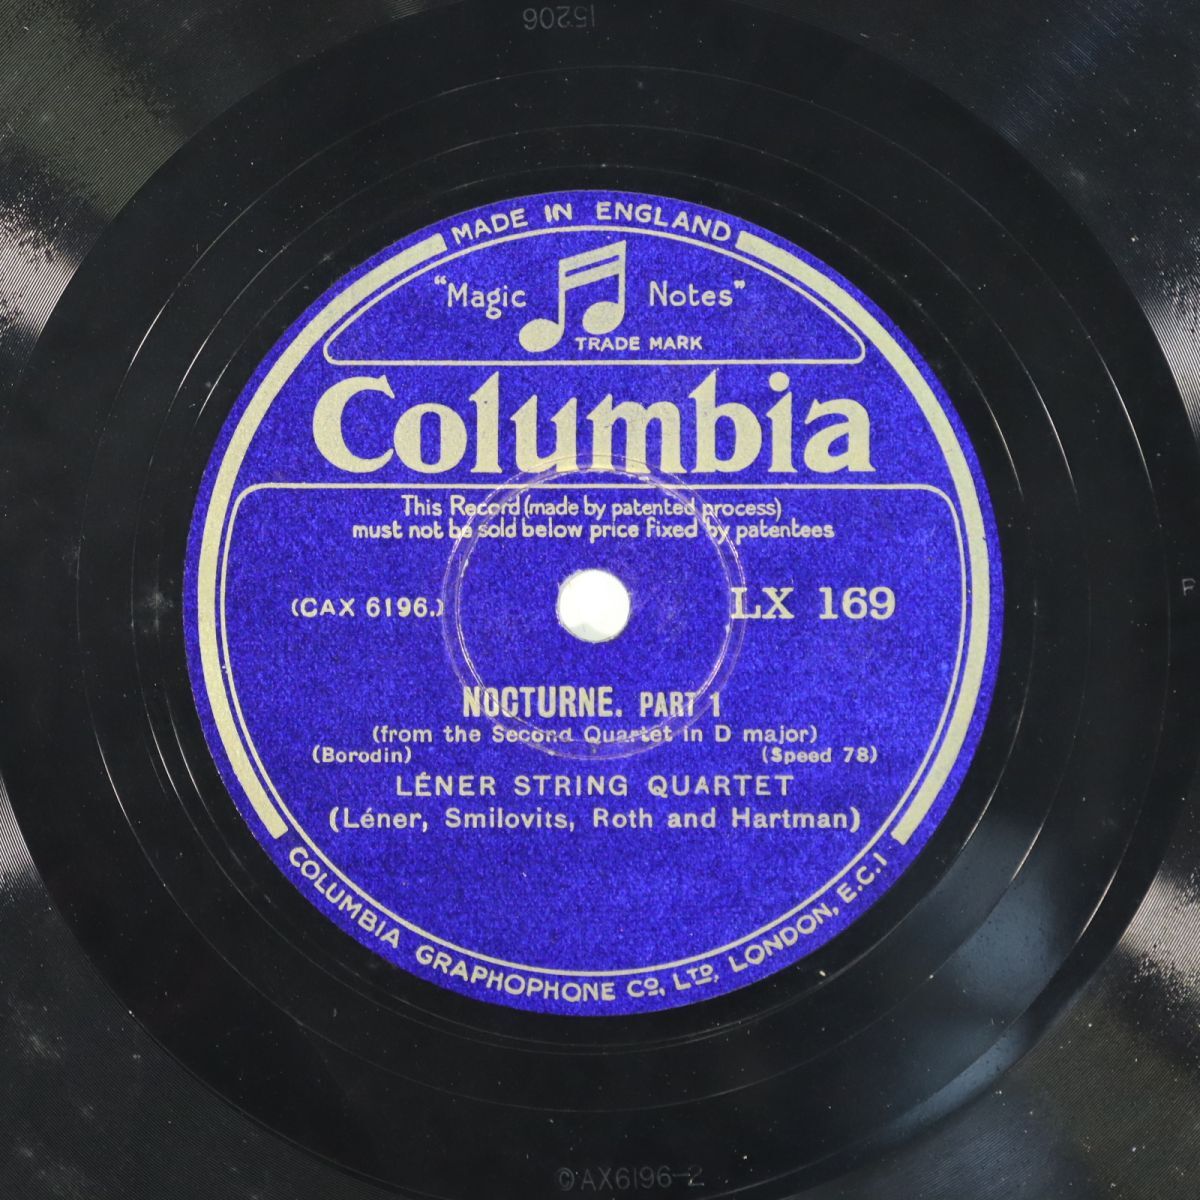 15206
MADE IN ENGLAND
"Magic Notes"
TRADE MARK
Columbia
This Record (made by patented process)
must not be sold below price fixed by patentees
(CAX 6196.) LX 169
NOCTURNE. PART 1
(from the Second Quartet in D major)
(Borodin) (Speed 78)
LÉNER STRING QUARTET
(Léner, Smilovits, Roth and Hartman)
COLUMBIA GRAPHOPHONE CO, LTD, LONDON, E.C.1
CAX6196-2